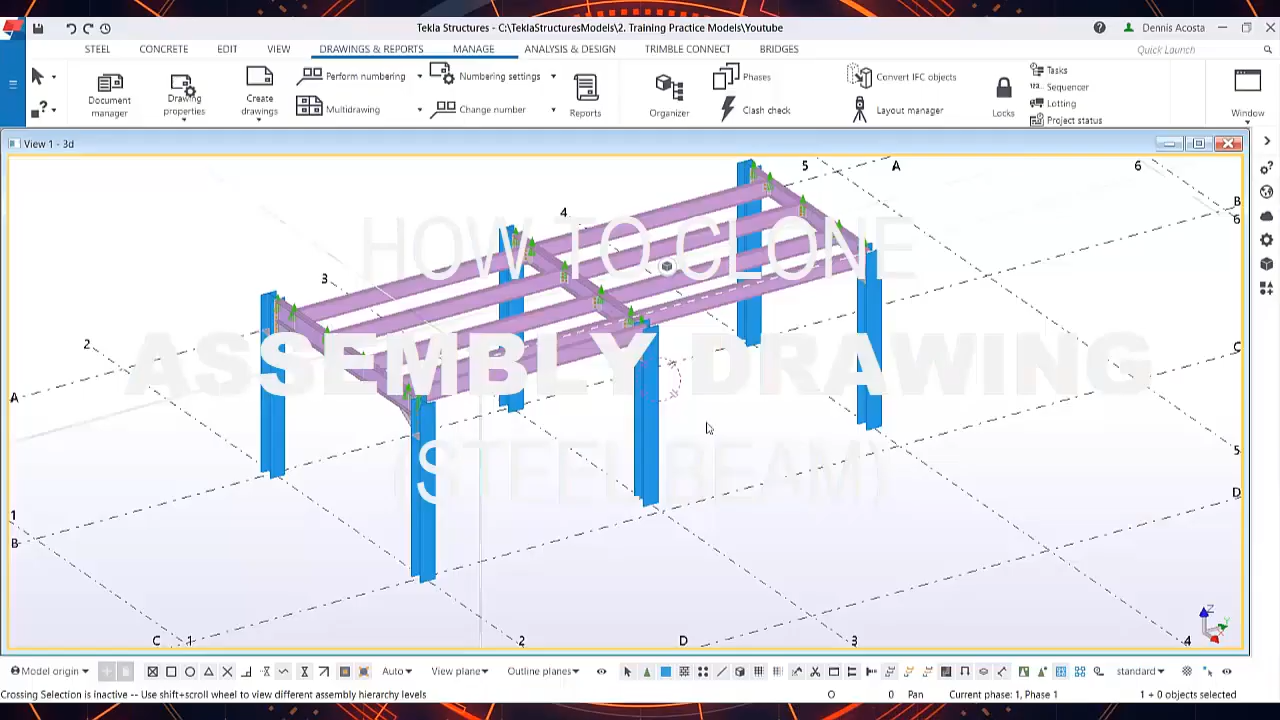 Tekla Structures - C:\TeklaStructuresModels\2. Training Practice Models\Youtube
Dennis Acosta
STEEL CONCRETE EDIT VIEW DRAWINGS & REPORTS MANAGE ANALYSIS & DESIGN TRIMBLE CONNECT BRIDGES
Quick Launch
Perform numbering Numbering settings Phases Convert IFC objects Tasks
Sequencer
Document manager Drawing properties Create drawings Multidrawing Change number Reports Organizer Clash check Layout manager Locks Lotting Window
Project status
View 1 - 3d
5 A 6
B
6
4
HOW TO CLONE
3
2 C
ASSEMBLY DRAWING
A
5
(STEEL BEAM)
D
1
B
C 1 2 D 3 4
Z
Model origin Auto View plane Outline planes standard
Crossing Selection is inactive -- Use shift+scroll wheel to view different assembly hierarchy levels O 0 Pan Current phase: 1, Phase 1 1 + 0 objects selected